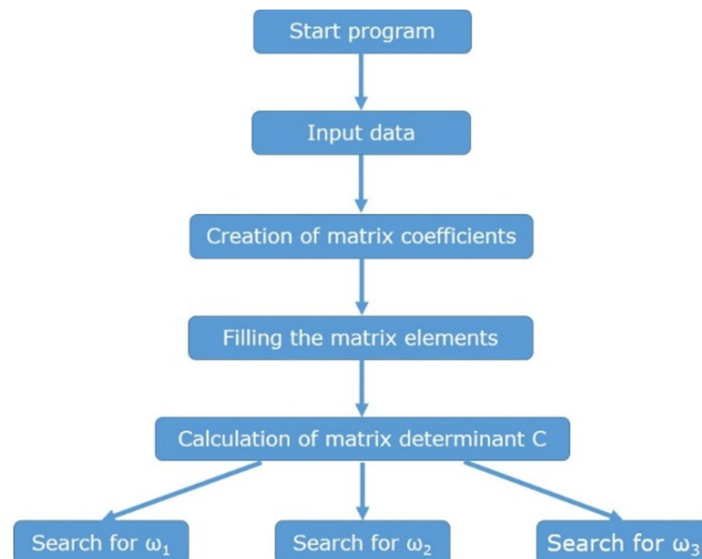 Start program
Input data
Creation of matrix coefficients
Filling the matrix elements
Calculation of matrix determinant C
Search for ω₁
Search for ω₂
Search for ω₃